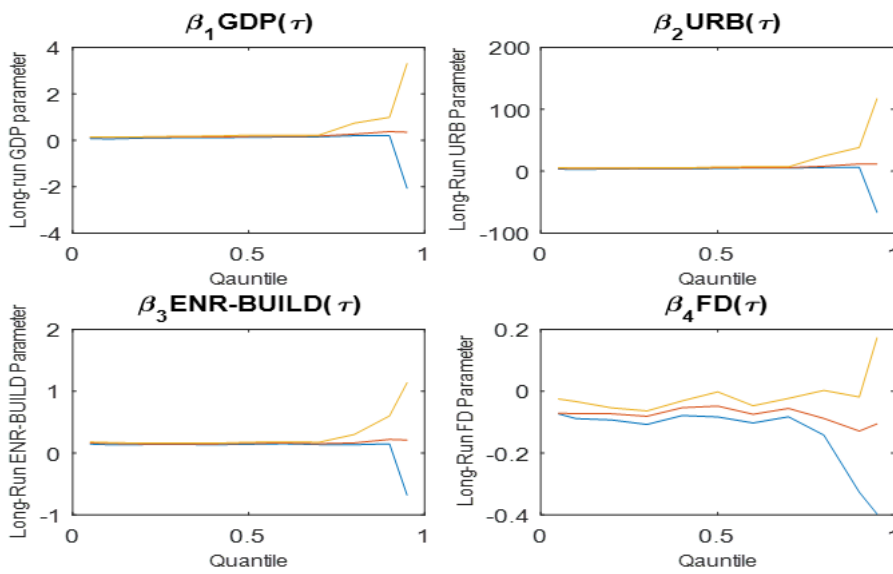 β1GDP(τ)
Long-run GDP parameter
4
2
0
-2
-4
0
0.5
1
Qauntile
β2URB(τ)
Long-Run URB Parameter
200
100
0
-100
0
0.5
1
Qauntile
β3ENR-BUILD(τ)
Long-Run ENR-BUILD Parameter
2
1
0
-1
0
0.5
1
Quantile
β4FD(τ)
Long-Run FD Parameter
0.2
0
-0.2
-0.4
0
0.5
1
Qauntile